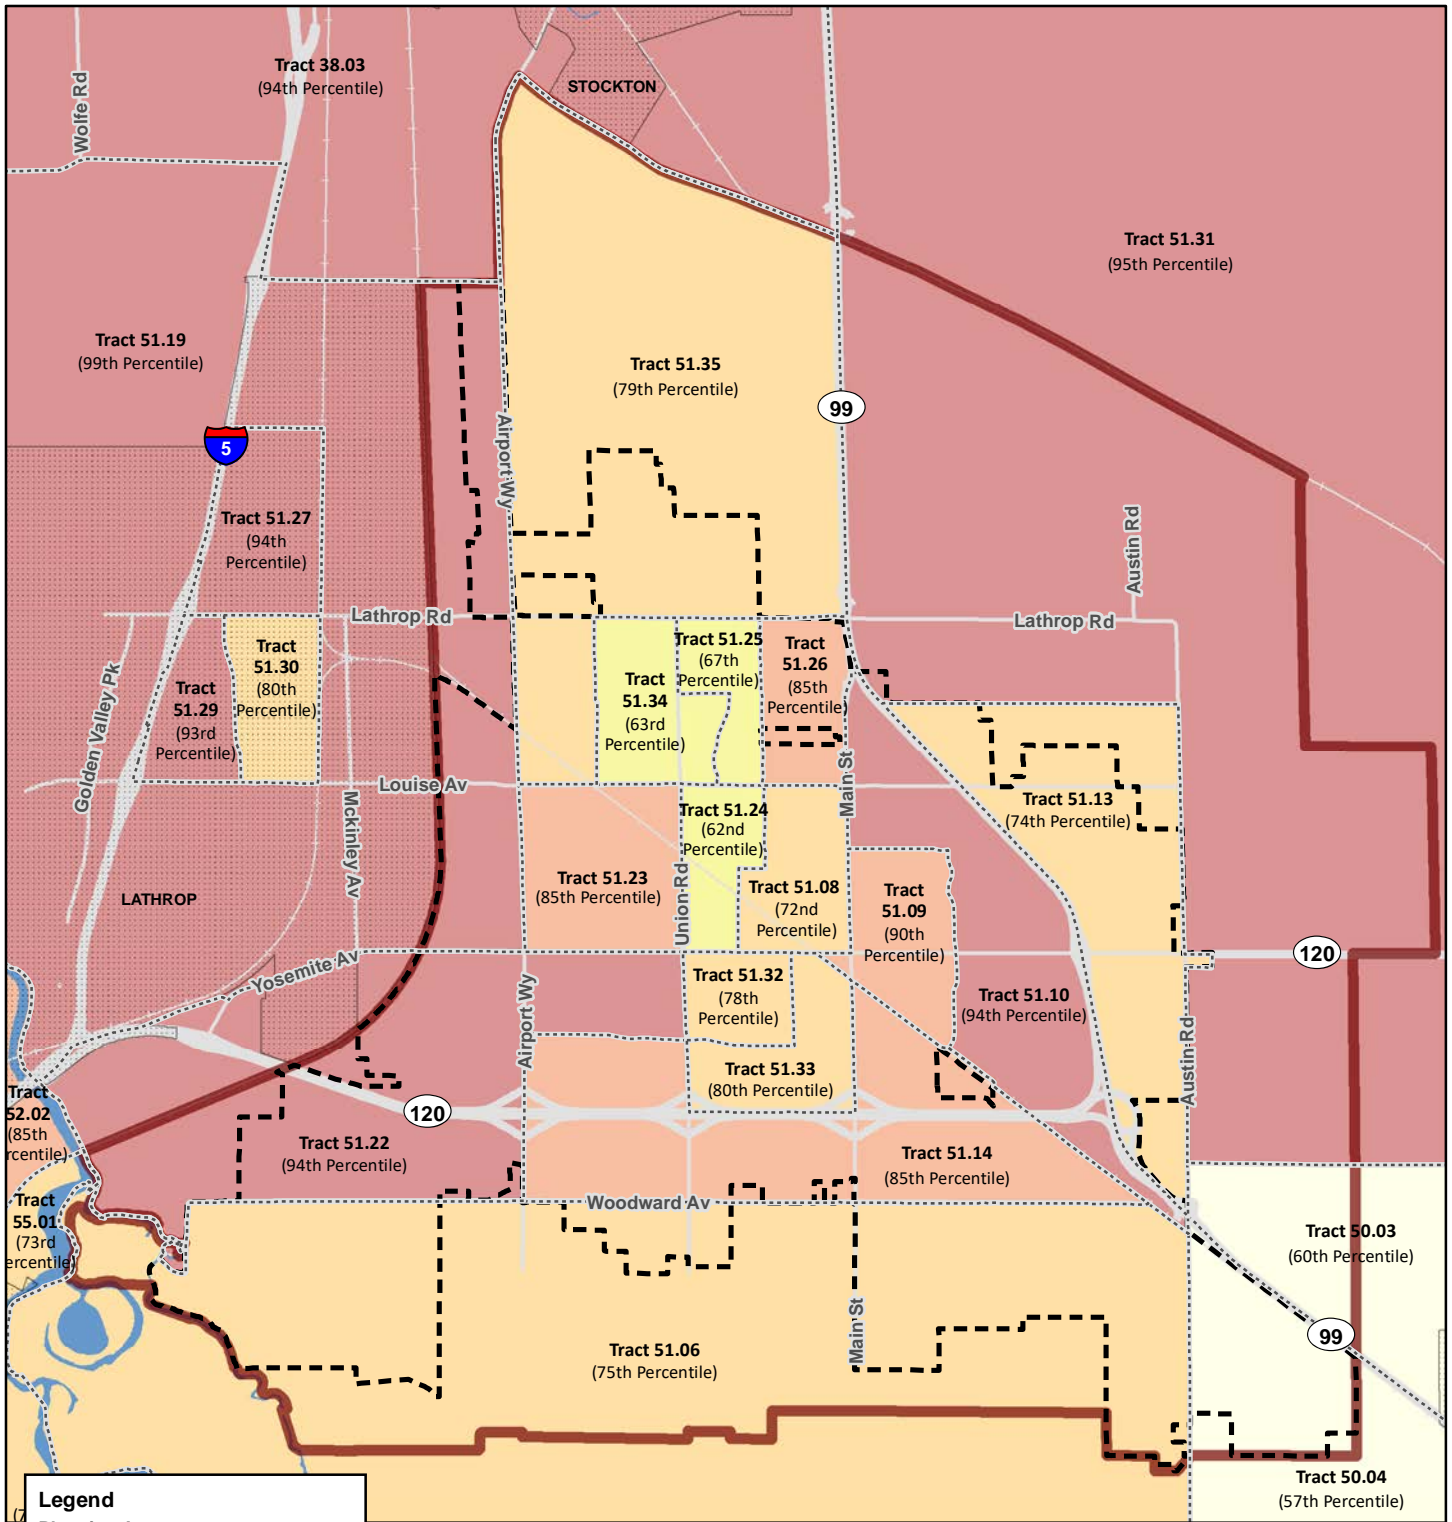 Tract 38.03
(94th Percentile)
Wolfe Rd
STOCKTON
Tract 51.31
(95th Percentile)
Tract 51.19
(99th Percentile)
Tract 51.35
(79th Percentile)
99
5
Airport Wy
Tract 51.27
(94th
Percentile)
Austin Rd
Lathrop Rd
Lathrop Rd
Tract
51.30
(80th
Percentile)
Tract
51.29
(93rd
Percentile)
Golden Valley Pk
Tract
51.34
(63rd
Percentile)
Tract 51.25
(67th
Percentile)
Tract
51.26
(85th
Percentile)
Main St
Louise Av
Mckinley Av
Tract 51.13
(74th Percentile)
Tract 51.24
(62nd
Percentile)
LATHROP
Tract 51.23
(85th Percentile)
Union Rd
Tract 51.08
(72nd
Percentile)
Tract
51.09
(90th
Percentile)
120
Yosemite Av
Tract 51.32
(78th
Percentile)
Tract 51.10
(94th Percentile)
Airport Wy
Austin Rd
Tract 51.33
(80th Percentile)
Tract
52.02
(85th
rcentile)
120
Tract 51.22
(94th Percentile)
Tract 51.14
(85th Percentile)
Woodward Av
Tract
55.01
(73rd
ercentile)
Tract 50.03
(60th Percentile)
Main St
99
Tract 51.06
(75th Percentile)
Tract 50.04
(57th Percentile)
Legend
(7